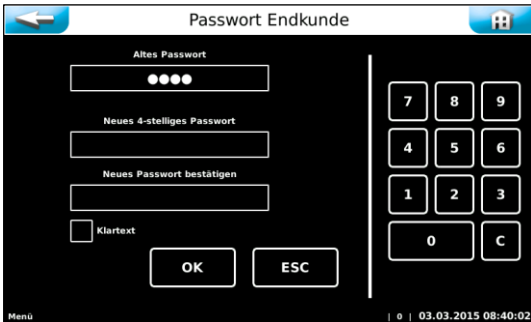 Passwort Endkunde
Altes Passwort
●●●●
Neues 4-stelliges Passwort
Neues Passwort bestätigen
Klartext
OK ESC
7 8 9
4 5 6
1 2 3
0 C
Menü | 0 | 03.03.2015 08:40:02